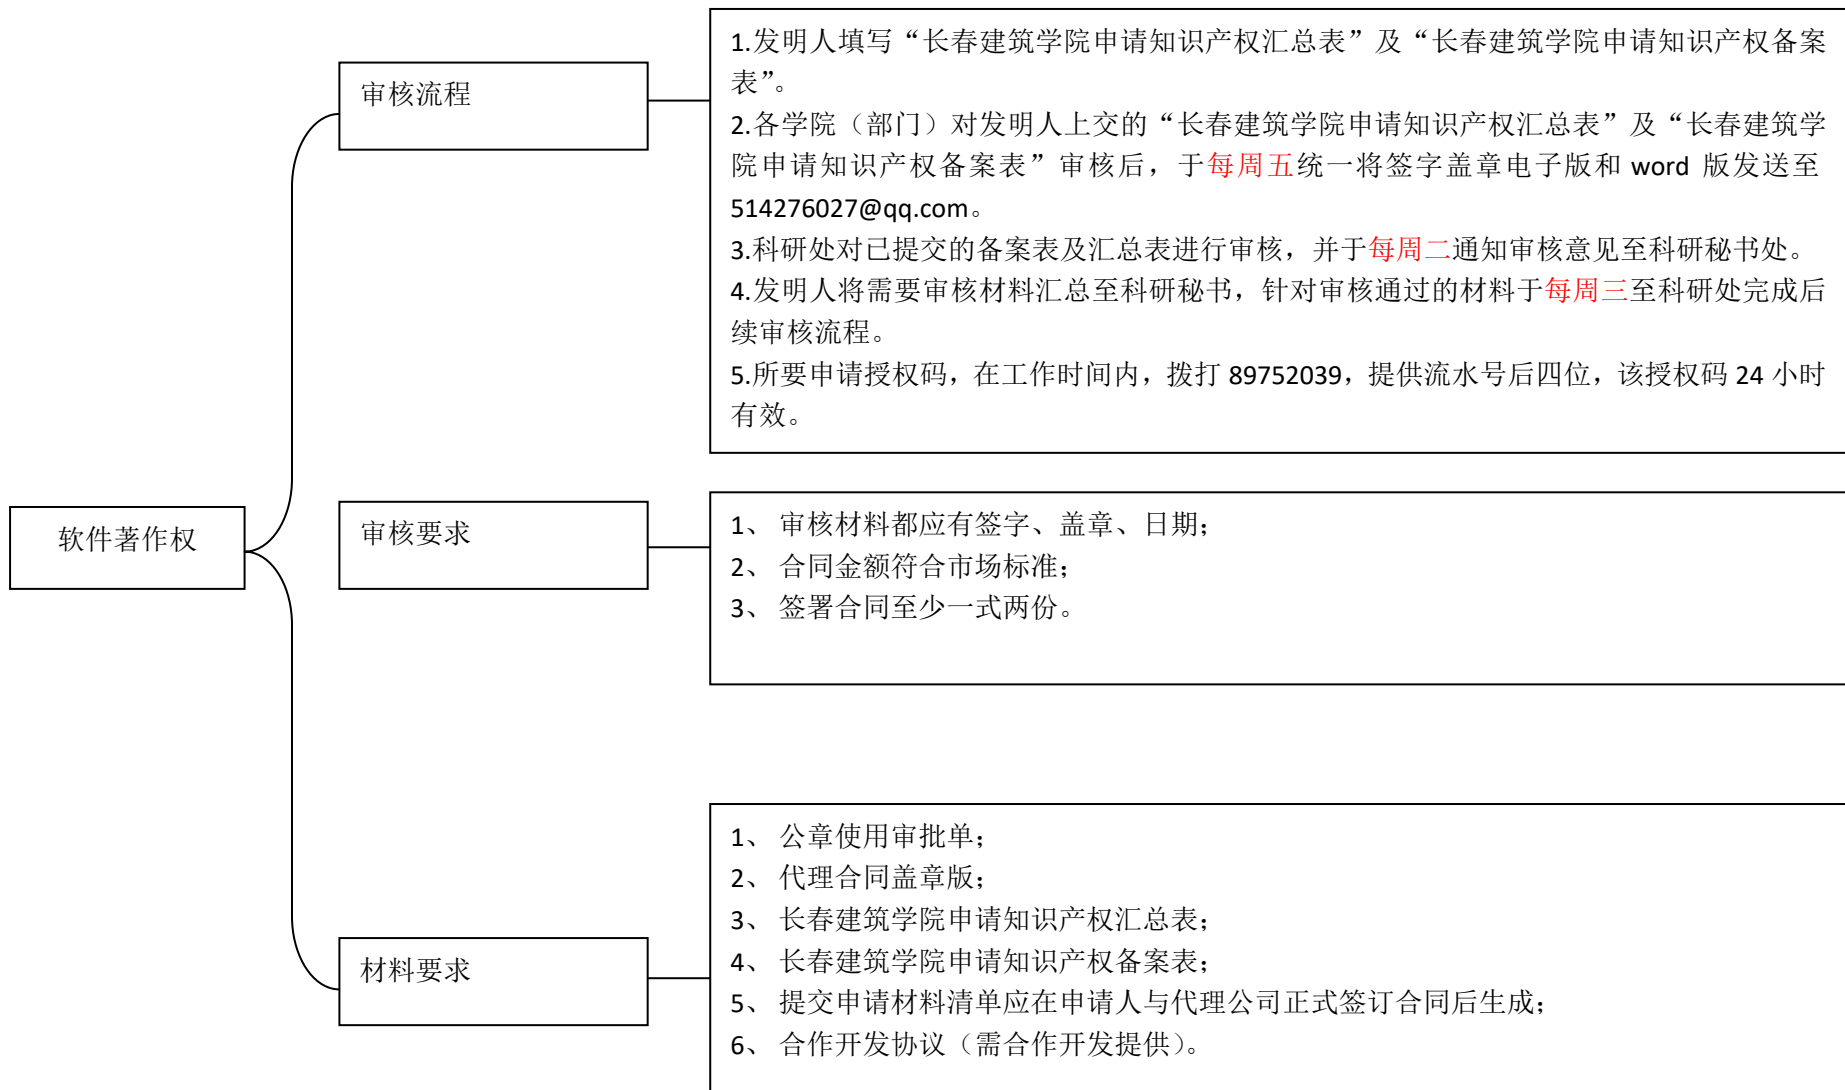 审核流程
1.发明人填写“长春建筑学院申请知识产权汇总表”及“长春建筑学院申请知识产权备案
表”。
2.各学院（部门）对发明人上交的“长春建筑学院申请知识产权汇总表”及“长春建筑学
院申请知识产权备案表”审核后，于每周五统一将签字盖章电子版和 word 版发送至
514276027@qq.com。
3.科研处对已提交的备案表及汇总表进行审核，并于每周二通知审核意见至科研秘书处。
4.发明人将需要审核材料汇总至科研秘书，针对审核通过的材料于每周三至科研处完成后
续审核流程。
5.所要申请授权码，在工作时间内，拨打 89752039，提供流水号后四位，该授权码 24 小时
有效。
软件著作权
审核要求
1、 审核材料都应有签字、盖章、日期；
2、 合同金额符合市场标准；
3、 签署合同至少一式两份。
材料要求
1、 公章使用审批单；
2、 代理合同盖章版；
3、 长春建筑学院申请知识产权汇总表；
4、 长春建筑学院申请知识产权备案表；
5、 提交申请材料清单应在申请人与代理公司正式签订合同后生成；
6、 合作开发协议（需合作开发提供）。